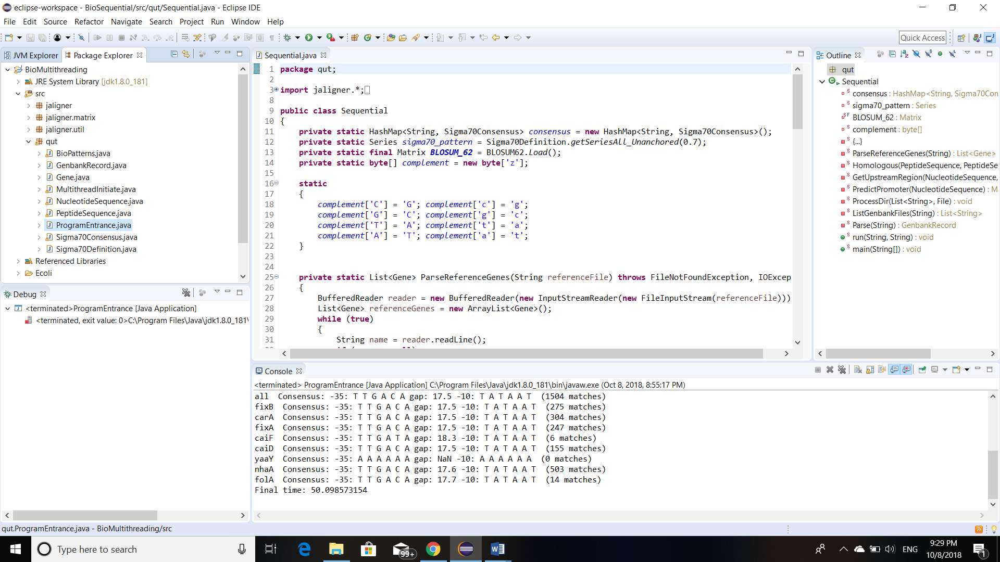 eclipse-workspace - BioSequential/src/qut/Sequential.java - Eclipse IDE
File Edit Source Refactor Navigate Search Project Run Window Help
Quick Access
JVM Explorer
Package Explorer
BioMultithreading
JRE System Library [jdk1.8.0_181]
src
jaligner
jaligner.matrix
jaligner.util
qut
BioPatterns.java
GenbankRecord.java
Gene.java
MultithreadInitiate.java
NucleotideSequence.java
PeptideSequence.java
ProgramEntrance.java
Sigma70Consensus.java
Sigma70Definition.java
Referenced Libraries
Ecoli
Debug
<terminated>ProgramEntrance [Java Application]
<terminated, exit value: 0>C:\Program Files\Java\jdk1.8.0_181\
Sequential.java
1 package qut;
2
3 import jaligner.*;
8
9 public class Sequential
10 {
11 private static HashMap<String, Sigma70Consensus> consensus = new HashMap<String, Sigma70Consensus>();
12 private static Series sigma70_pattern = Sigma70Definition.getSeriesAll_Unanchored(0.7);
13 private static final Matrix BLOSUM_62 = BLOSUM62.Load();
14 private static byte[] complement = new byte['z'];
15
16 static
17 {
18 complement['C'] = 'G'; complement['c'] = 'g';
19 complement['G'] = 'C'; complement['g'] = 'c';
20 complement['T'] = 'A'; complement['t'] = 'a';
21 complement['A'] = 'T'; complement['a'] = 't';
22 }
23
24
25 private static List<Gene> ParseReferenceGenes(String referenceFile) throws FileNotFoundException, IOExcep
26 {
27 BufferedReader reader = new BufferedReader(new InputStreamReader(new FileInputStream(referenceFile)))
28 List<Gene> referenceGenes = new ArrayList<Gene>();
29 while (true)
30 {
31 String name = reader.readLine();
Outline
qut
Sequential
consensus : HashMap<String, Sigma70Con
sigma70_pattern : Series
BLOSUM_62 : Matrix
complement : byte[]
{...}
ParseReferenceGenes(String) : List<Gene>
Homologous(PeptideSequence, PeptideSe
GetUpstreamRegion(NucleotideSequence,
PredictPromoter(NucleotideSequence) : M
ProcessDir(List<String>, File) : void
ListGenbankFiles(String) : List<String>
Parse(String) : GenbankRecord
run(String, String) : void
main(String[]) : void
Console
<terminated> ProgramEntrance [Java Application] C:\Program Files\Java\jdk1.8.0_181\bin\javaw.exe (Oct 8, 2018, 8:55:17 PM)
all Consensus: -35: T T G A C A gap: 17.5 -10: T A T A A T (1504 matches)
fixB Consensus: -35: T T G A C A gap: 17.5 -10: T A T A A T (275 matches)
carA Consensus: -35: T T G A C A gap: 17.5 -10: T A T A A T (304 matches)
fixA Consensus: -35: T T G A C A gap: 17.5 -10: T A T A A T (247 matches)
caiF Consensus: -35: T T G A T A gap: 18.3 -10: T A T A A T (6 matches)
caiD Consensus: -35: T T G A C A gap: 17.5 -10: T A T A A T (155 matches)
yaaY Consensus: -35: A A A A A A gap: NaN -10: A A A A A A (0 matches)
nhaA Consensus: -35: T T G A C A gap: 17.6 -10: T A T A A T (503 matches)
folA Consensus: -35: T T G A C A gap: 17.7 -10: T A T A A T (14 matches)
Final time: 50.098573154
qut.ProgramEntrance.java - BioMultithreading/src
Type here to search
99+
ENG
9:29 PM
10/8/2018
1